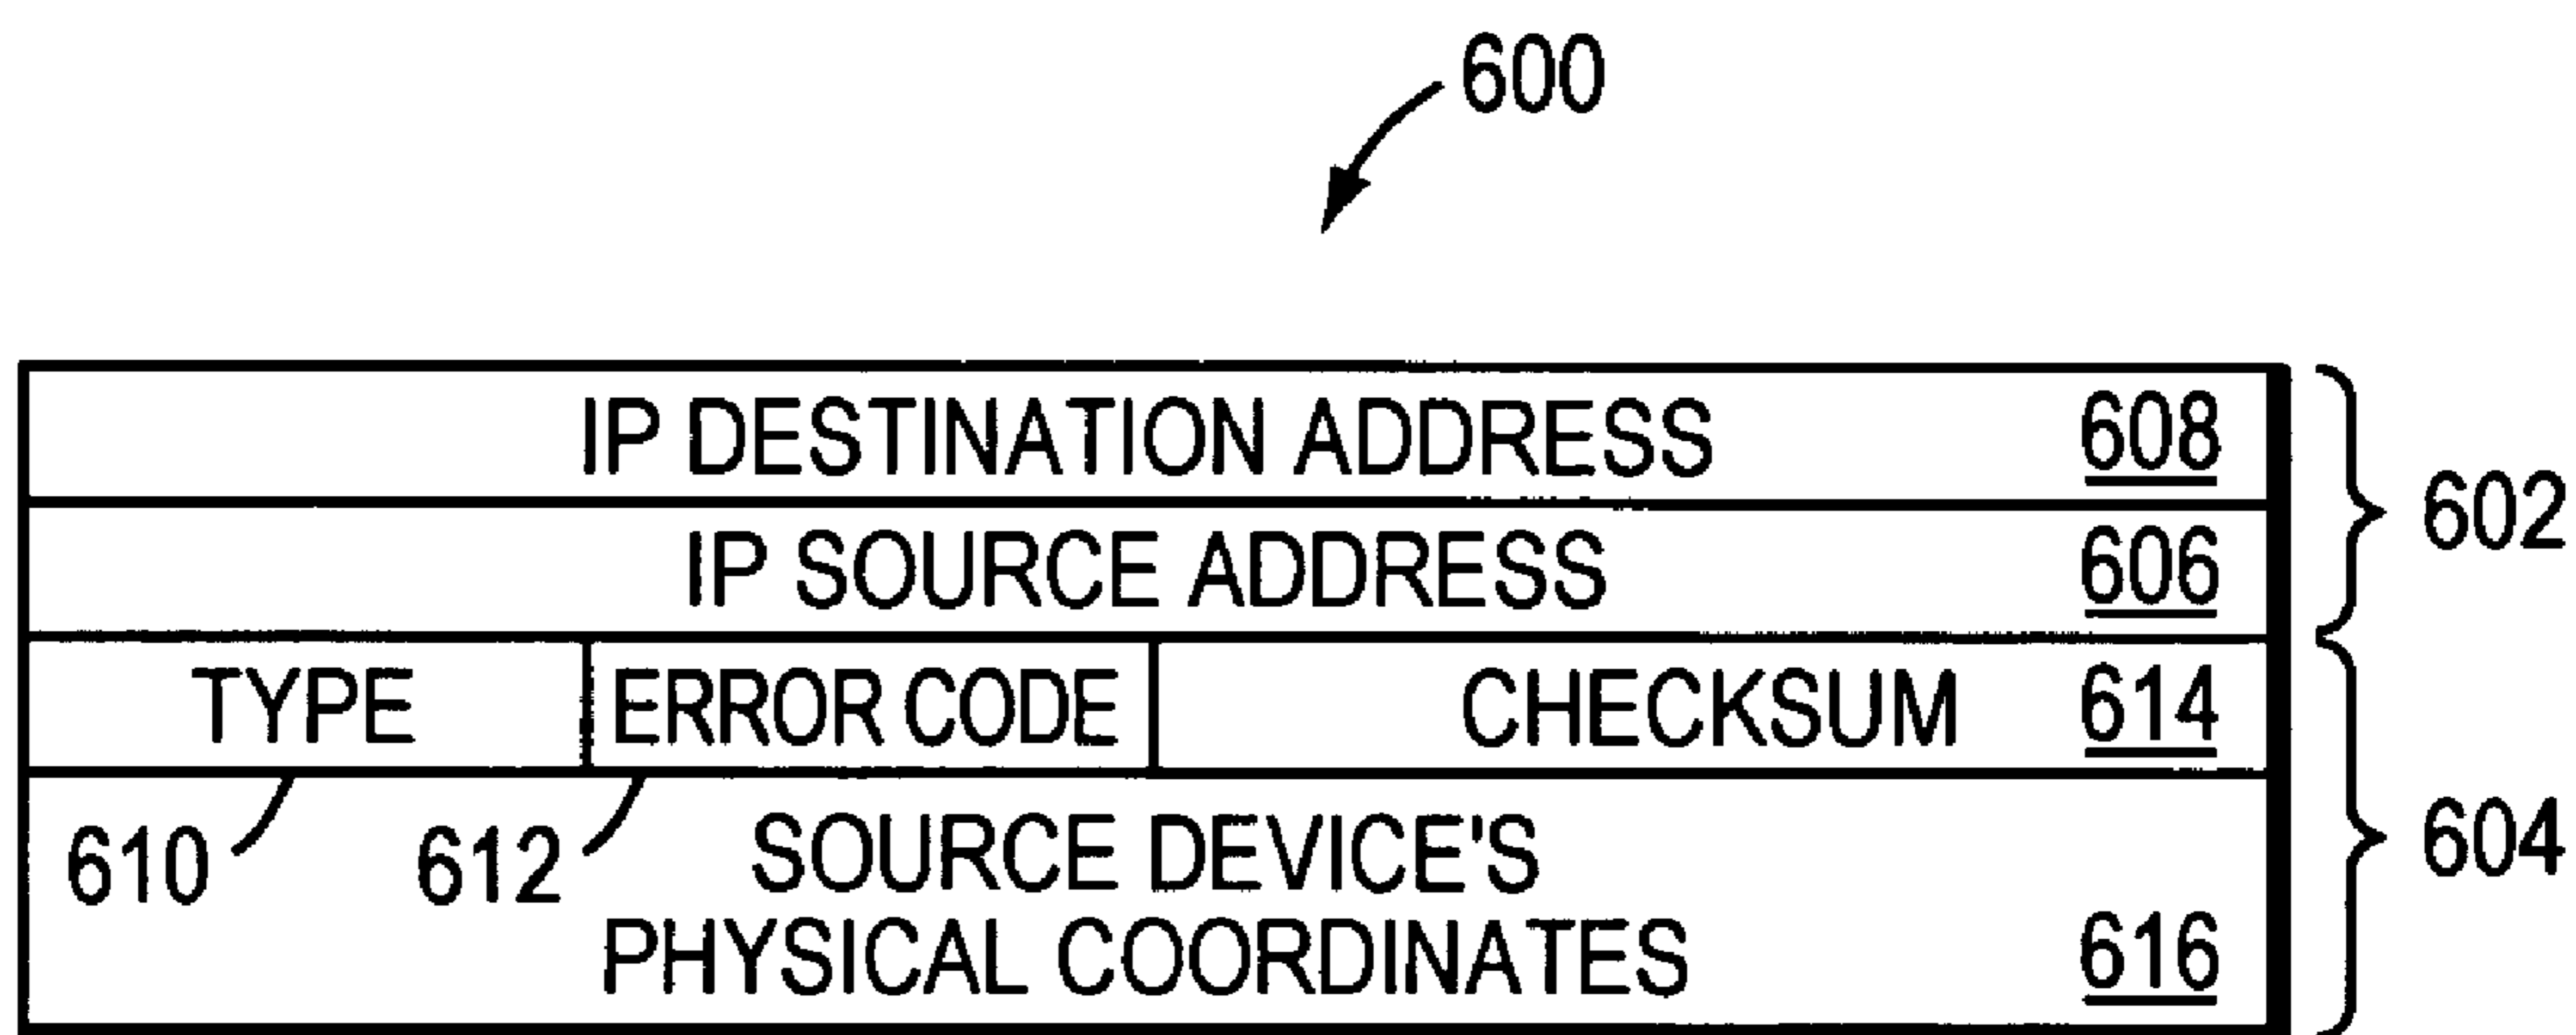 600
IP DESTINATION ADDRESS 608
602
IP SOURCE ADDRESS 606
TYPE ERROR CODE CHECKSUM 614
610 612 SOURCE DEVICE'S
604
PHYSICAL COORDINATES 616